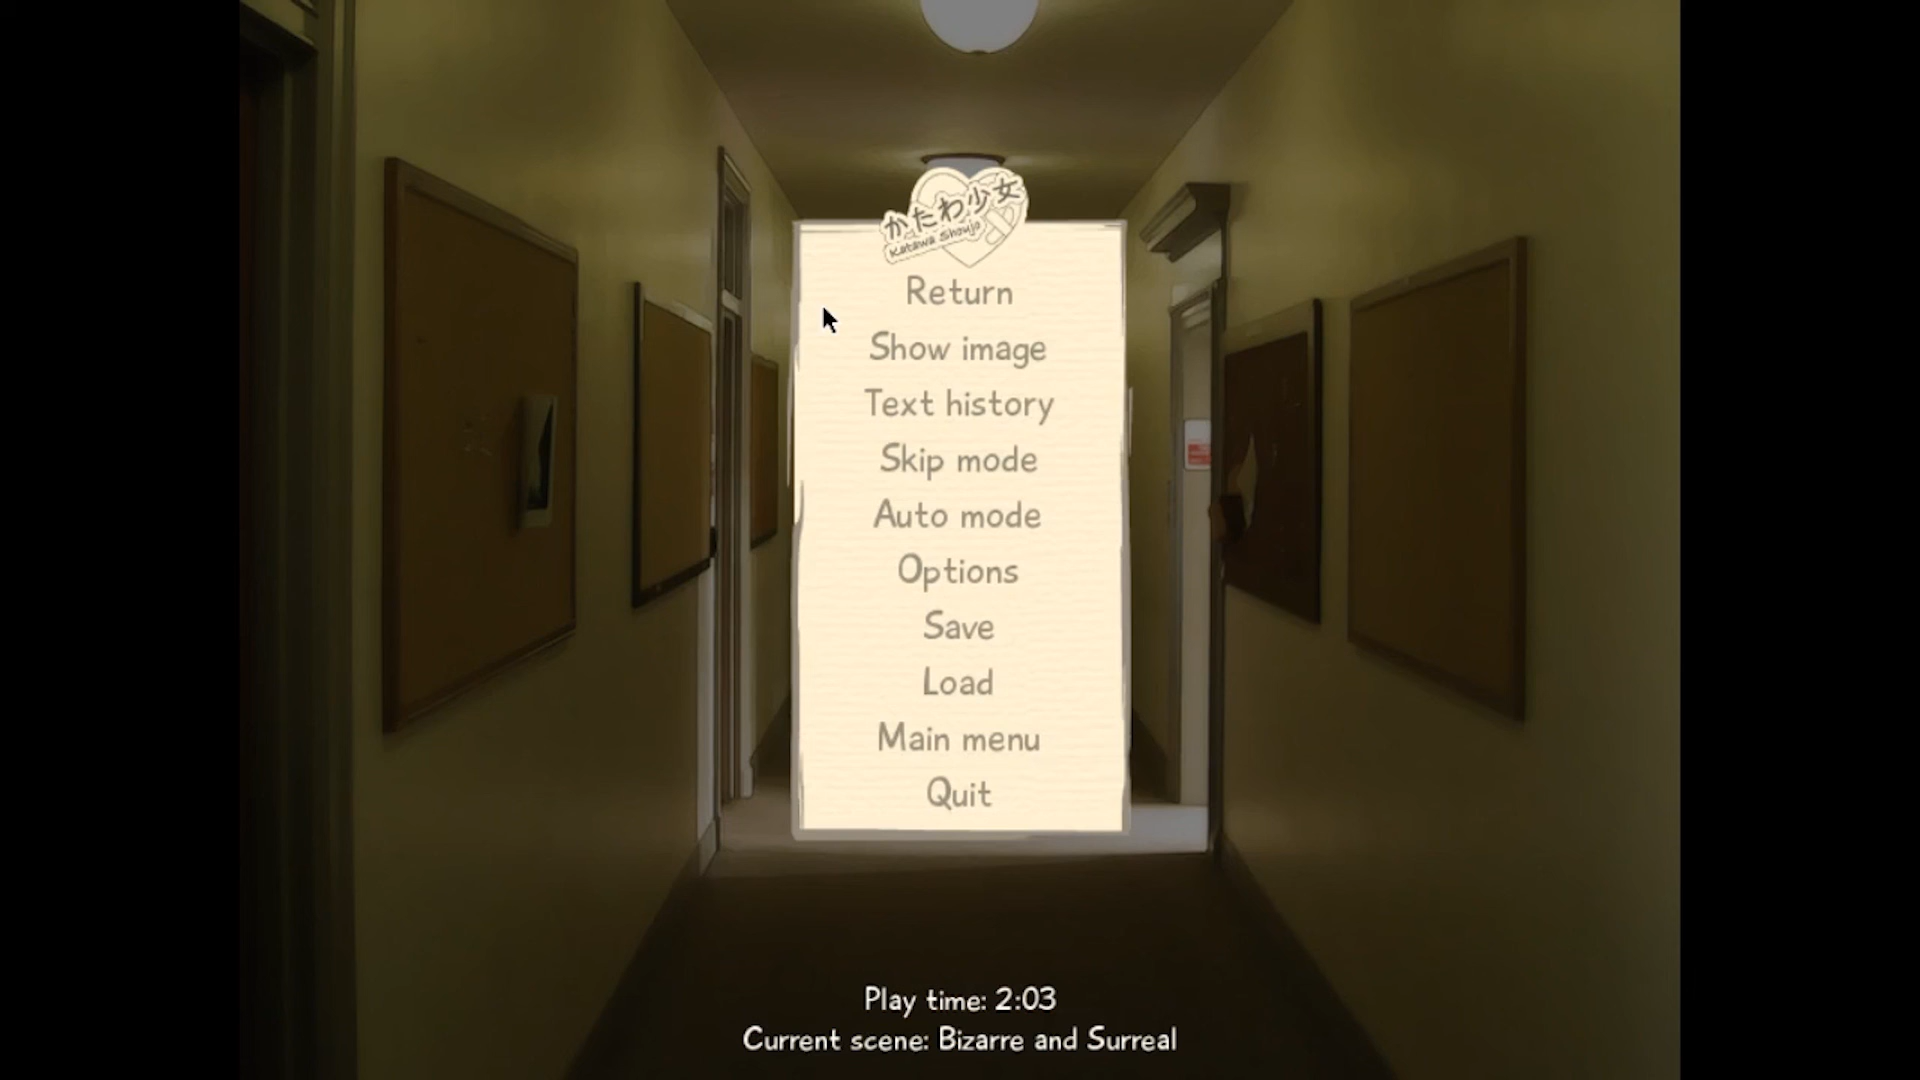 かたわ少女
Katawa Shoujo
Return
Show image
Text history
Skip mode
Auto mode
Options
Save
Load
Main menu
Quit
Play time: 2:03
Current scene: Bizarre and Surreal